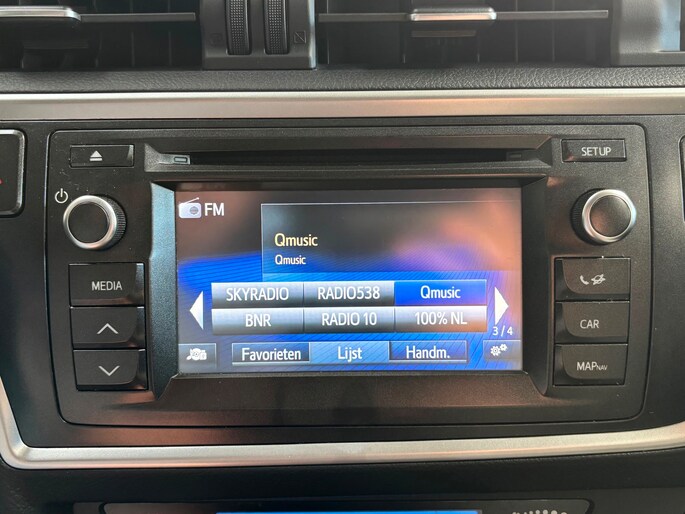 SETUP
FM
Qmusic
Qmusic
MEDIA
SKYRADIO RADIO538 Qmusic
BNR RADIO 10 100% NL
3 / 4
Favorieten Lijst Handm.
CAR
MAP NAV